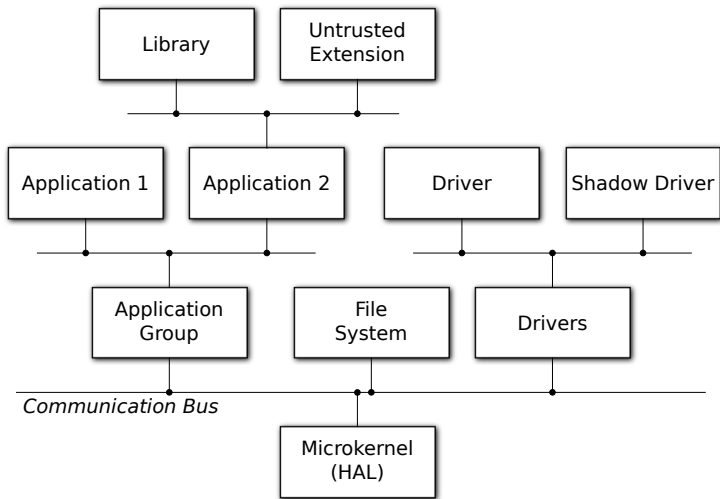 Library
Untrusted
Extension
Application 1
Application 2
Driver
Shadow Driver
Application
Group
File
System
Drivers
Communication Bus
Microkernel
(HAL)